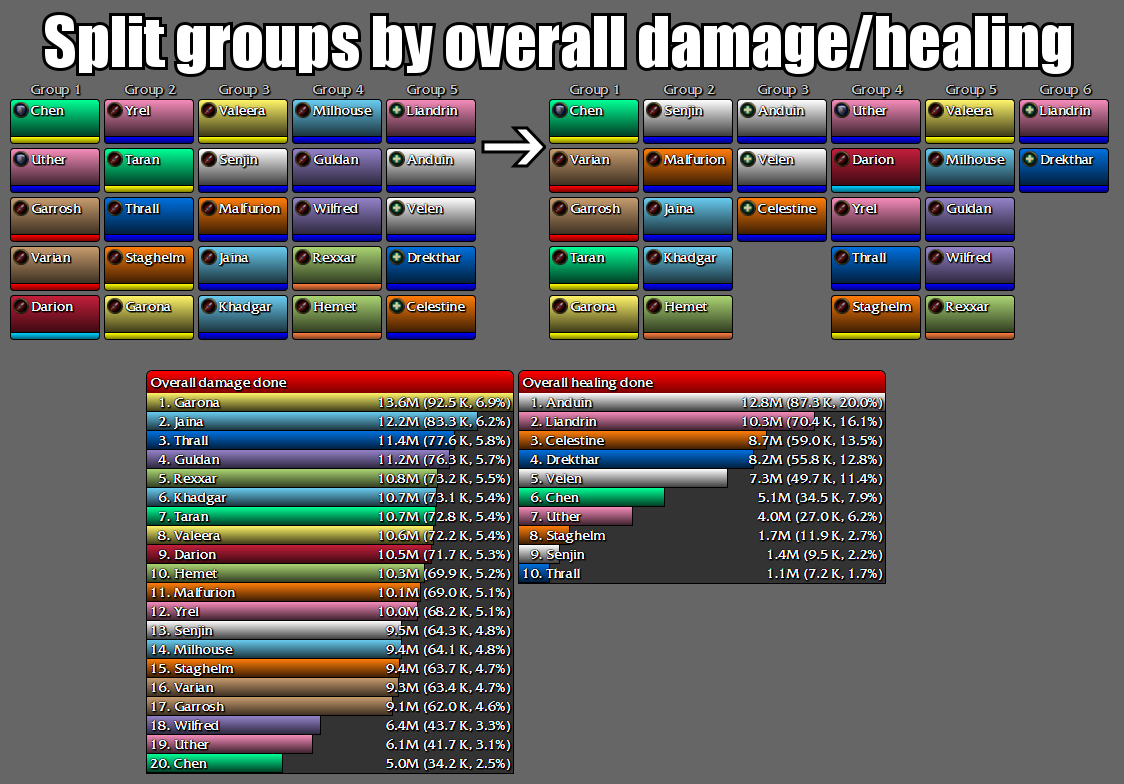 Split groups by overall damage/healing
Group 1 Group 2 Group 3 Group 4 Group 5
Chen Yrel Valeera Milhouse Liandrin
Uther Taran Senjin Guldan Anduin
Garrosh Thrall Malfurion Wilfred Velen
Varian Staghelm Jaina Rexxar Drekthar
Darion Garona Khadgar Hemet Celestine
Group 1 Group 2 Group 3 Group 4 Group 5 Group 6
Chen Senjin Anduin Uther Valeera Liandrin
Varian Malfurion Velen Darion Milhouse Drekthar
Garrosh Jaina Celestine Yrel Guldan
Taran Khadgar Thrall Wilfred
Garona Hemet Staghelm Rexxar
Overall damage done
1. Garona 13.6M (92.5 K, 6.9%)
2. Jaina 12.2M (83.3 K, 6.2%)
3. Thrall 11.4M (77.6 K, 5.8%)
4. Guldan 11.2M (76.3 K, 5.7%)
5. Rexxar 10.8M (73.2 K, 5.5%)
6. Khadgar 10.7M (73.1 K, 5.4%)
7. Taran 10.7M (72.8 K, 5.4%)
8. Valeera 10.6M (72.2 K, 5.4%)
9. Darion 10.5M (71.7 K, 5.3%)
10. Hemet 10.3M (69.9 K, 5.2%)
11. Malfurion 10.1M (69.0 K, 5.1%)
12. Yrel 10.0M (68.2 K, 5.1%)
13. Senjin 9.5M (64.3 K, 4.8%)
14. Milhouse 9.4M (64.1 K, 4.8%)
15. Staghelm 9.4M (63.7 K, 4.7%)
16. Varian 9.3M (63.4 K, 4.7%)
17. Garrosh 9.1M (62.0 K, 4.6%)
18. Wilfred 6.4M (43.7 K, 3.3%)
19. Uther 6.1M (41.7 K, 3.1%)
20. Chen 5.0M (34.2 K, 2.5%)
Overall healing done
1. Anduin 12.8M (87.3 K, 20.0%)
2. Liandrin 10.3M (70.4 K, 16.1%)
3. Celestine 8.7M (59.0 K, 13.5%)
4. Drekthar 8.2M (55.8 K, 12.8%)
5. Velen 7.3M (49.7 K, 11.4%)
6. Chen 5.1M (34.5 K, 7.9%)
7. Uther 4.0M (27.0 K, 6.2%)
8. Staghelm 1.7M (11.9 K, 2.7%)
9. Senjin 1.4M (9.5 K, 2.2%)
10. Thrall 1.1M (7.2 K, 1.7%)